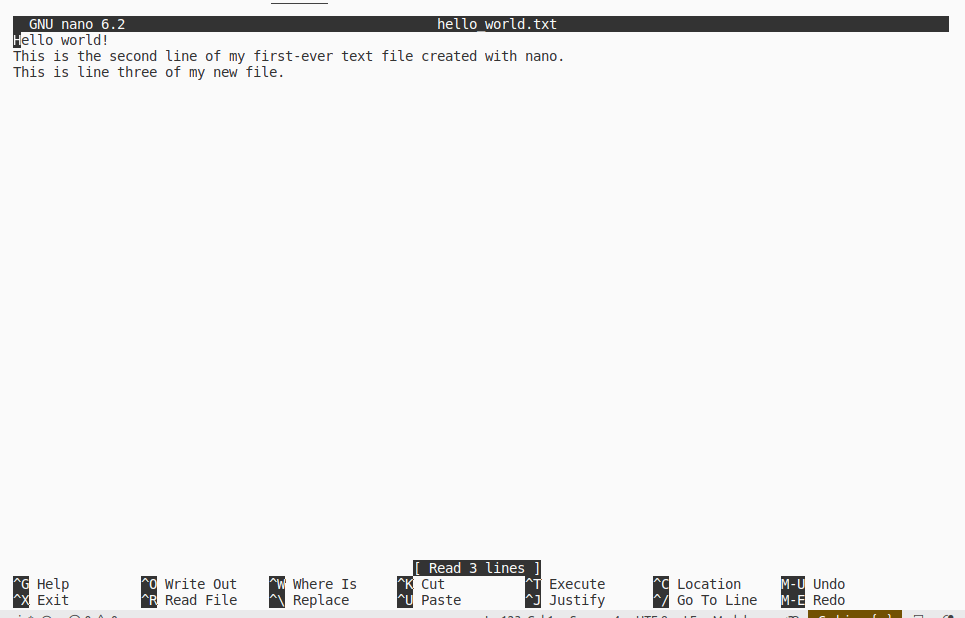 GNU nano 6.2 hello_world.txt
Hello world!
This is the second line of my first-ever text file created with nano.
This is line three of my new file.
[ Read 3 lines ]
^G Help ^O Write Out ^W Where Is ^K Cut ^T Execute ^C Location M-U Undo
^X Exit ^R Read File ^\ Replace ^U Paste ^J Justify ^/ Go To Line M-E Redo